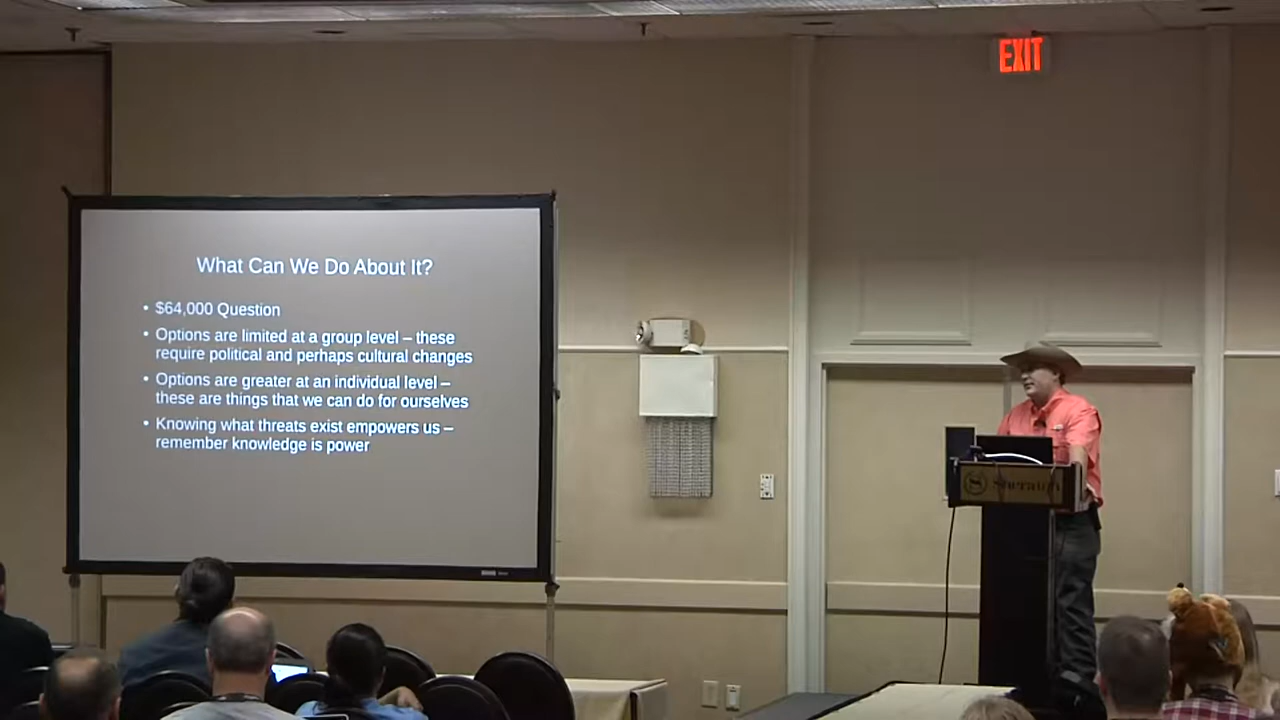 EXIT
What Can We Do About It?
• $64,000 Question
• Options are limited at a group level – these
require political and perhaps cultural changes
• Options are greater at an individual level –
these are things that we can do for ourselves
• Knowing what threats exist empowers us –
remember knowledge is power
Sheraton